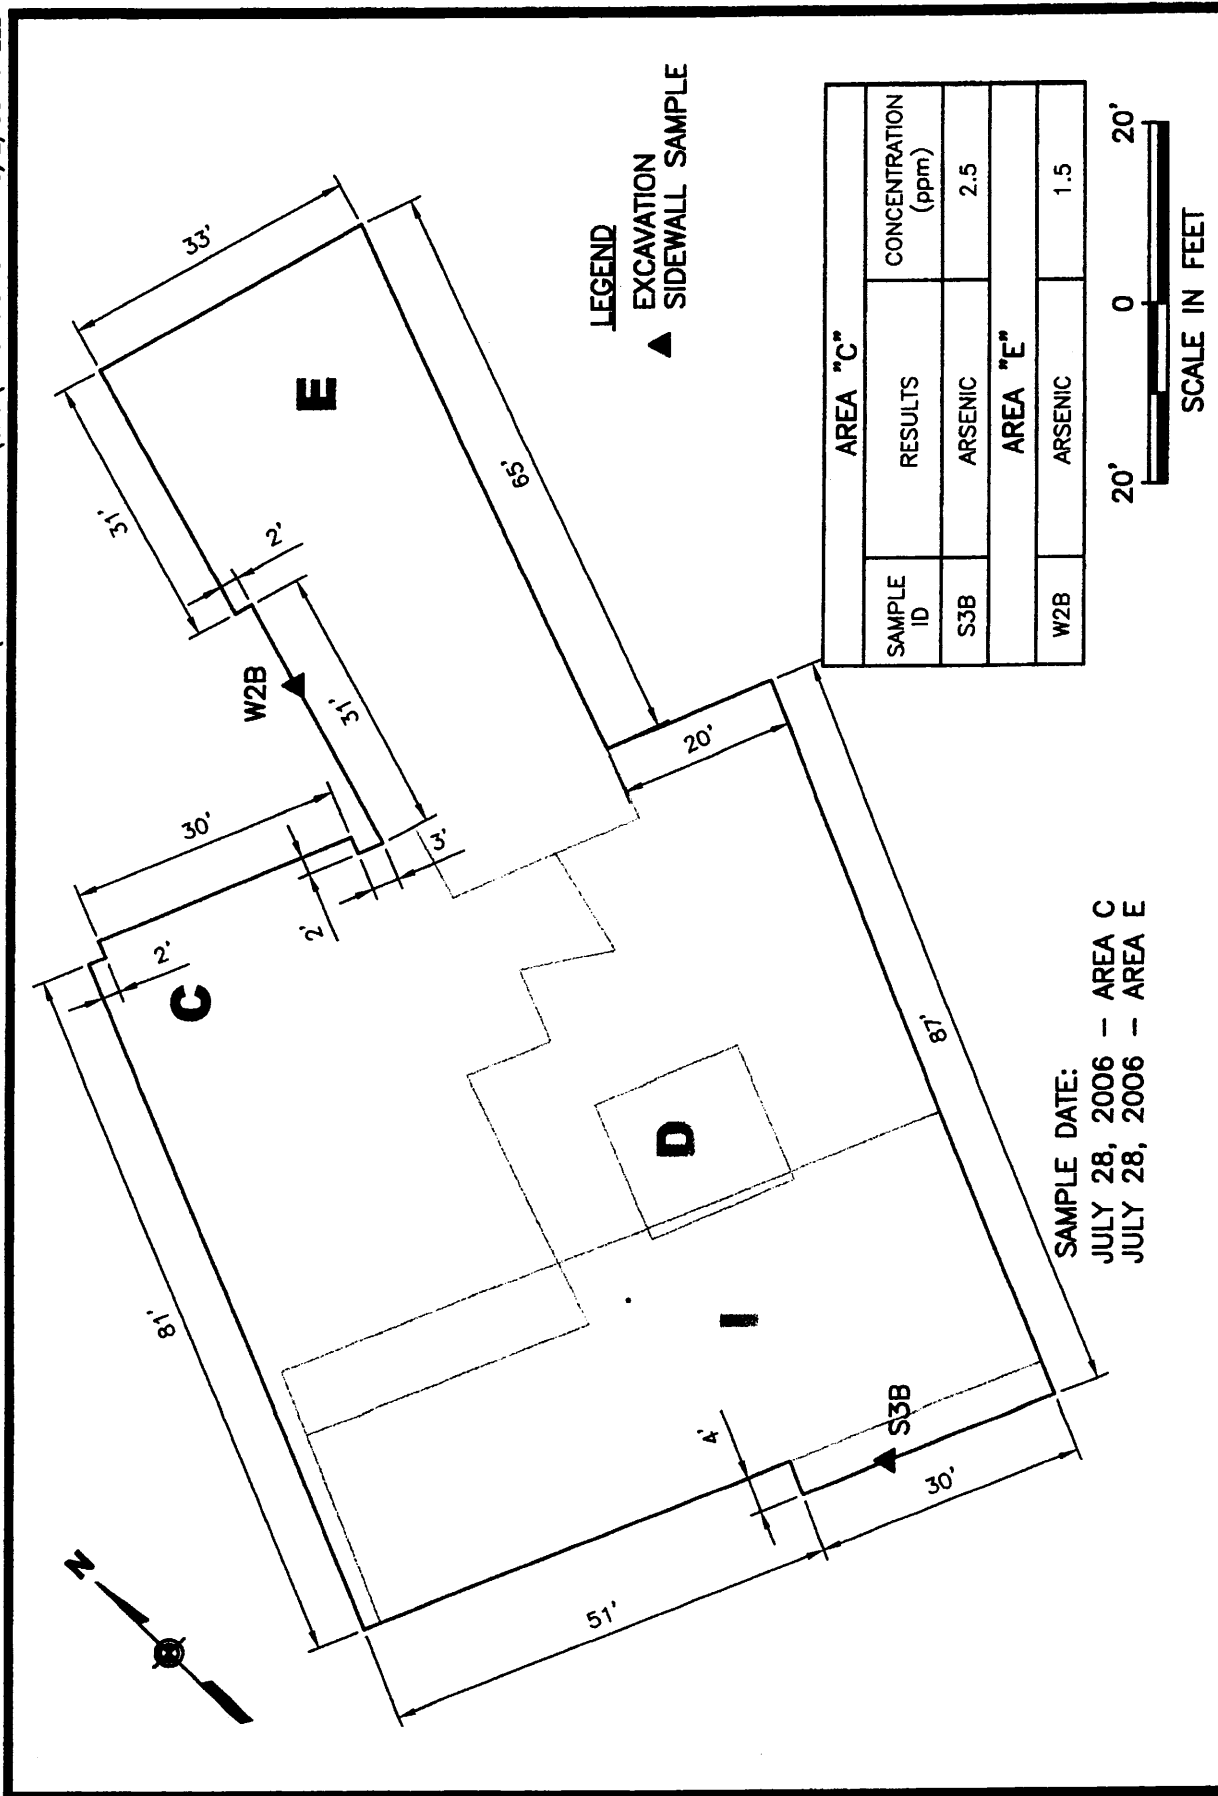 N
C
E
D
I
81'
2'
30'
2'
3'
31'
2'
31'
33'
65'
20'
87'
30'
4'
51'
W2B
S3B
LEGEND
▲ EXCAVATION
SIDEWALL SAMPLE
AREA "C"
SAMPLE ID RESULTS CONCENTRATION (ppm)
S3B ARSENIC 2.5
AREA "E"
W2B ARSENIC 1.5
20' 0 20'
SCALE IN FEET
SAMPLE DATE:
JULY 28, 2006 – AREA C
JULY 28, 2006 – AREA E